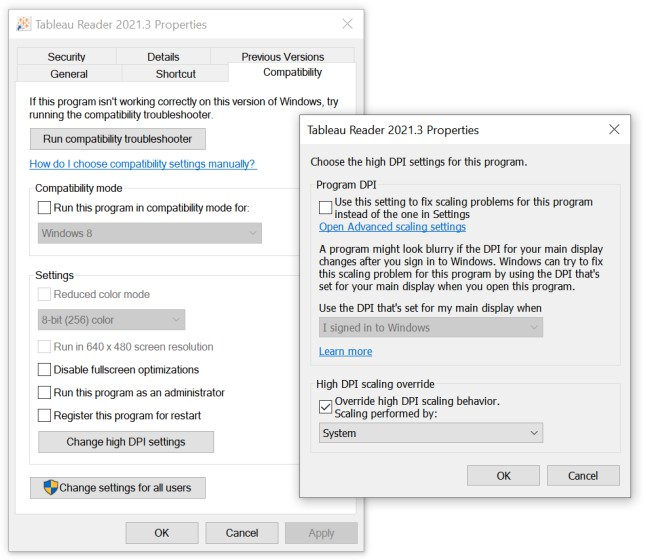 Tableau Reader 2021.3 Properties
Security
Details
Previous Versions
General
Shortcut
Compatibility
If this program isn't working correctly on this version of Windows, try
running the compatibility troubleshooter.
Run compatibility troubleshooter
How do I choose compatibility settings manually?
Compatibility mode
Run this program in compatibility mode for:
Windows 8
Settings
Reduced color mode
8-bit (256) color
Run in 640 x 480 screen resolution
Disable fullscreen optimizations
Run this program as an administrator
Register this program for restart
Change high DPI settings
Change settings for all users
OK
Cancel
Apply
Tableau Reader 2021.3 Properties
Choose the high DPI settings for this program.
Program DPI
Use this setting to fix scaling problems for this program
instead of the one in Settings
Open Advanced scaling settings
A program might look blurry if the DPI for your main display
changes after you sign in to Windows. Windows can try to fix
this scaling problem for this program by using the DPI that's
set for your main display when you open this program.
Use the DPI that's set for my main display when
I signed in to Windows
Learn more
High DPI scaling override
Override high DPI scaling behavior.
Scaling performed by:
System
OK
Cancel